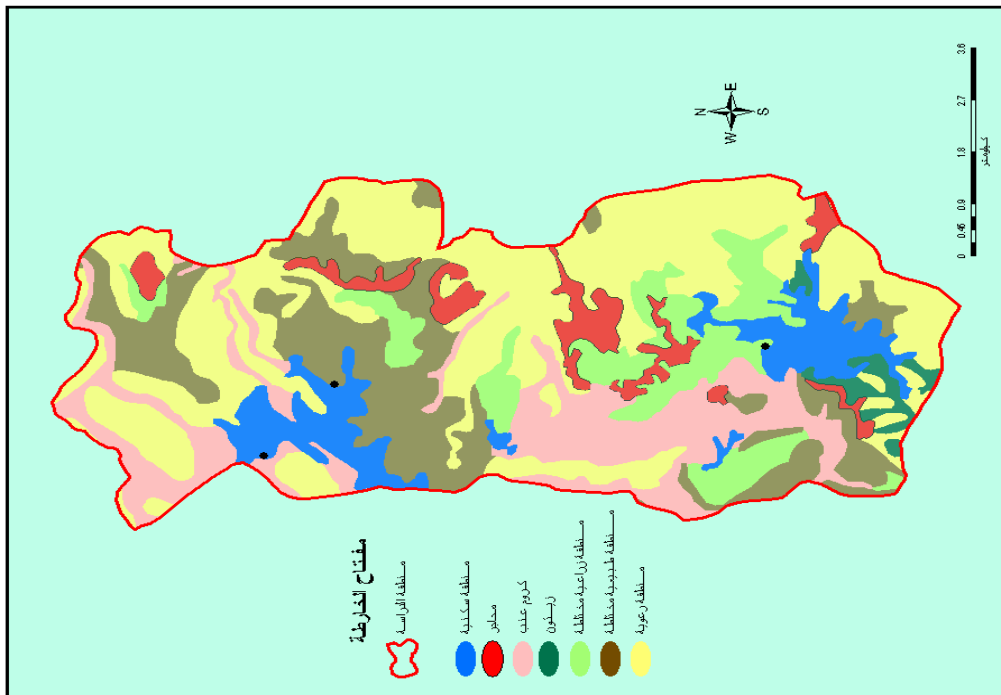 مفتاح الخارطة
منطقة الدراسة
منطقة سكنية
محاجر
كروم عنب
زيتون
منطقة زراعية مختلطة
منطقة طبيعية مختلطة
منطقة رعوية
N
E
S
W
0 0.45 0.9 1.8 2.7 3.6
كيلومتر